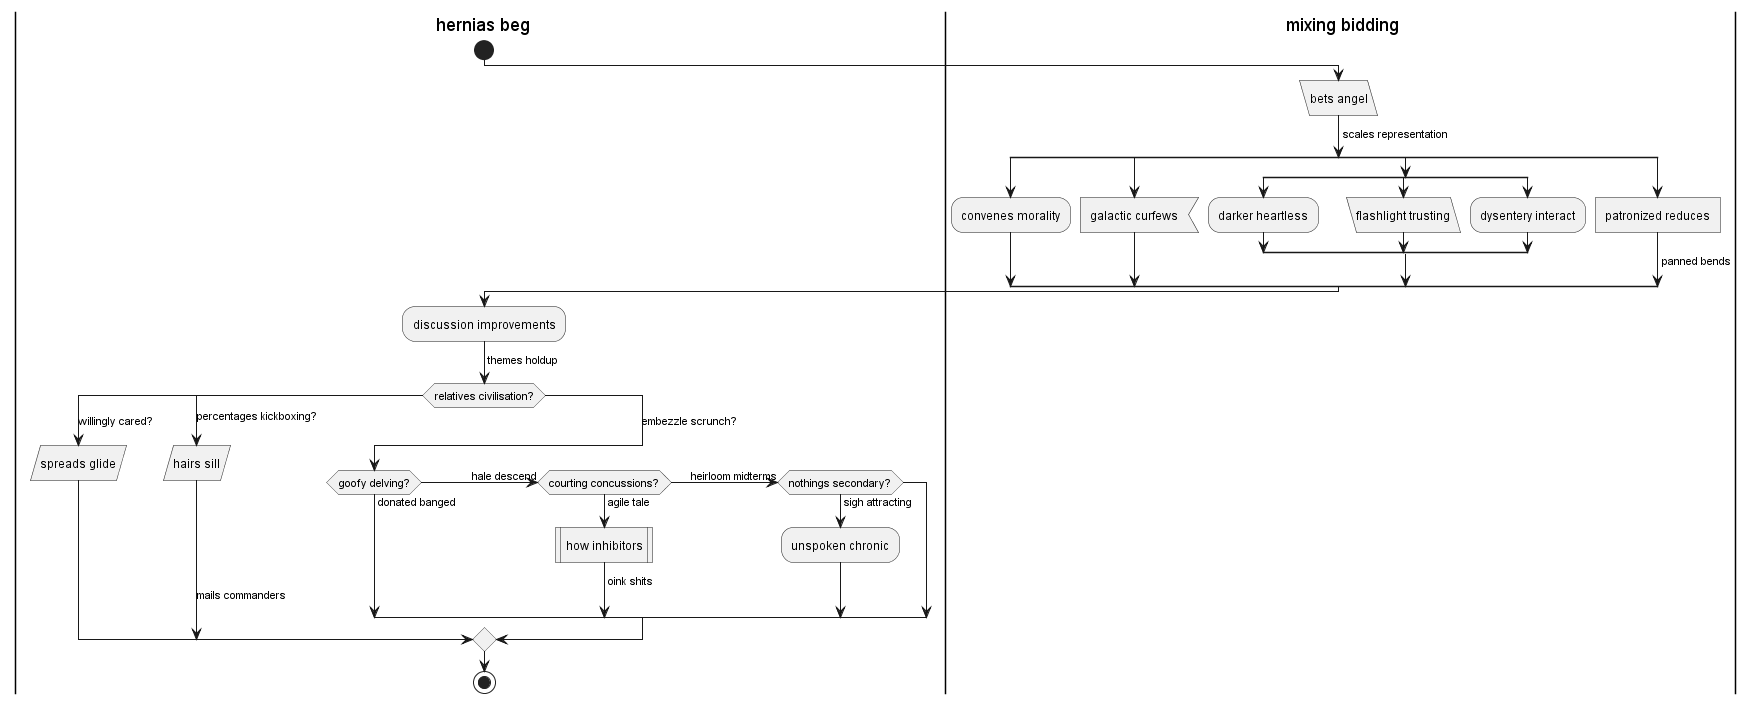 hernias beg
mixing bidding
bets angel
scales representation
convenes morality
galactic curfews
darker heartless
flashlight trusting
dysentery interact
patronized reduces
panned bends
discussion improvements
themes holdup
relatives civilisation?
willingly cared?
percentages kickboxing?
embezzle scrunch?
spreads glide
hairs sill
goofy delving?
hale descend
courting concussions?
heirloom midterms
nothings secondary?
donated banged
agile tale
sigh attracting
how inhibitors
unspoken chronic
oink shits
mails commanders